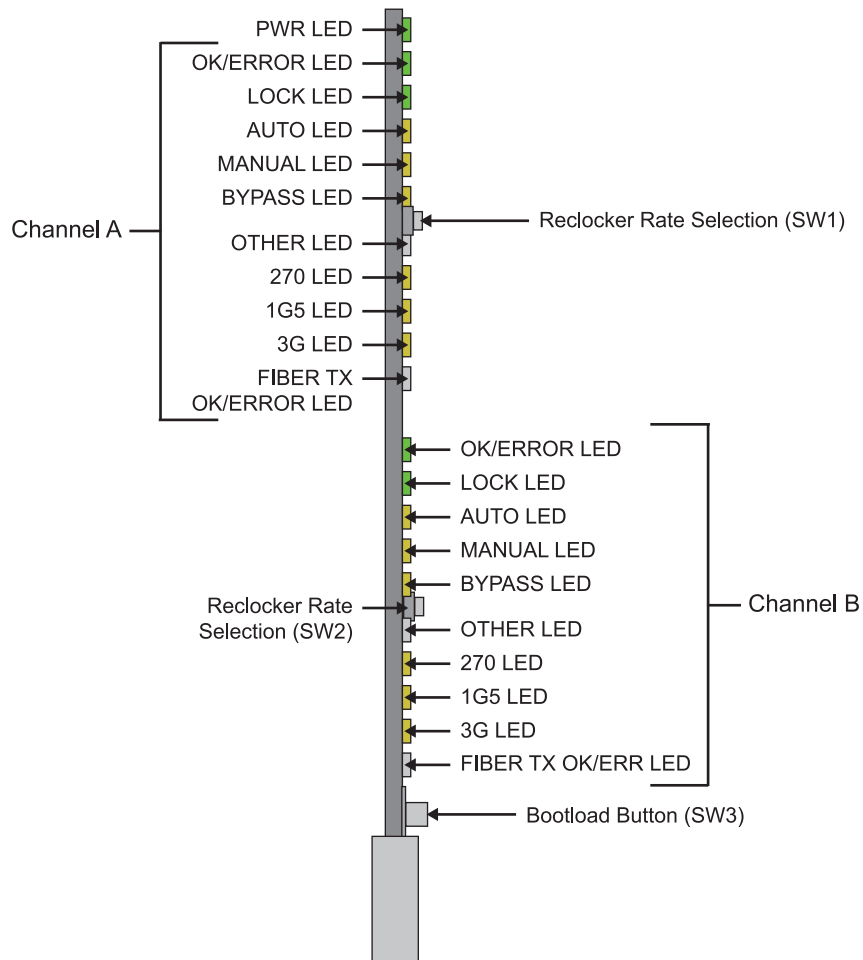 PWR LED
OK/ERROR LED
LOCK LED
AUTO LED
MANUAL LED
BYPASS LED
Channel A
Reclocker Rate Selection (SW1)
OTHER LED
270 LED
1G5 LED
3G LED
FIBER TX
OK/ERROR LED
OK/ERROR LED
LOCK LED
AUTO LED
MANUAL LED
BYPASS LED
Reclocker Rate
Selection (SW2)
Channel B
OTHER LED
270 LED
1G5 LED
3G LED
FIBER TX OK/ERR LED
Bootload Button (SW3)